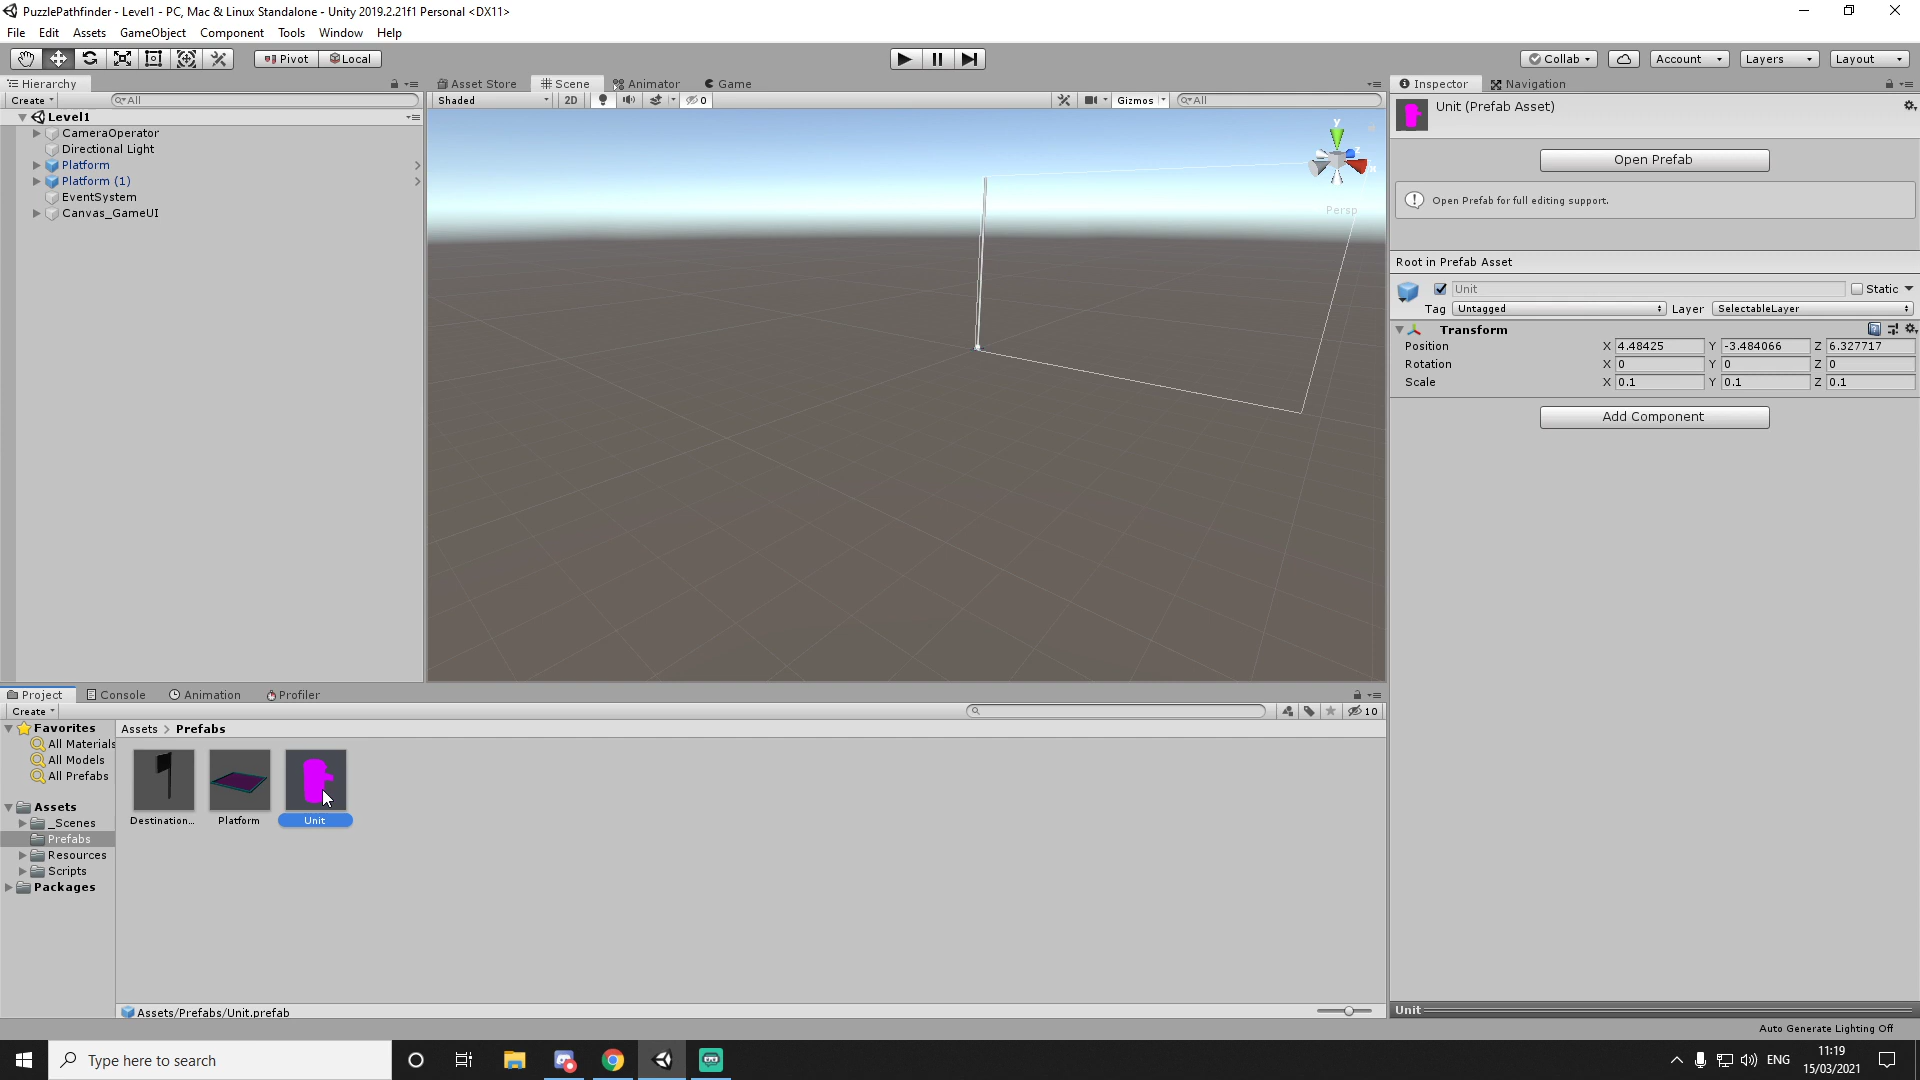 PuzzlePathfinder - Level1 - PC, Mac & Linux Standalone - Unity 2019.2.21f1 Personal <DX11>
File Edit Assets GameObject Component Tools Window Help
Pivot Local Collab Account Layers Layout
Hierarchy Asset Store Scene Animator Game Inspector Navigation
Create All Shaded 2D 0 Gizmos All
Level1
CameraOperator
Directional Light
Platform
Platform (1)
EventSystem
Canvas_GameUI
y
z
x
Persp
Unit (Prefab Asset)
Open Prefab
Open Prefab for full editing support.
Root in Prefab Asset
Unit Static
Tag Untagged Layer SelectableLayer
Transform
Position X 4.48425 Y -3.484066 Z 6.327717
Rotation X 0 Y 0 Z 0
Scale X 0.1 Y 0.1 Z 0.1
Add Component
Project Console Animation Profiler
Create 10
Favorites
All Materials
All Models
All Prefabs
Assets
_Scenes
Prefabs
Resources
Scripts
Packages
Assets > Prefabs
Destination... Platform Unit
Assets/Prefabs/Unit.prefab
Unit
Auto Generate Lighting Off
Type here to search
ENG
11:19
15/03/2021